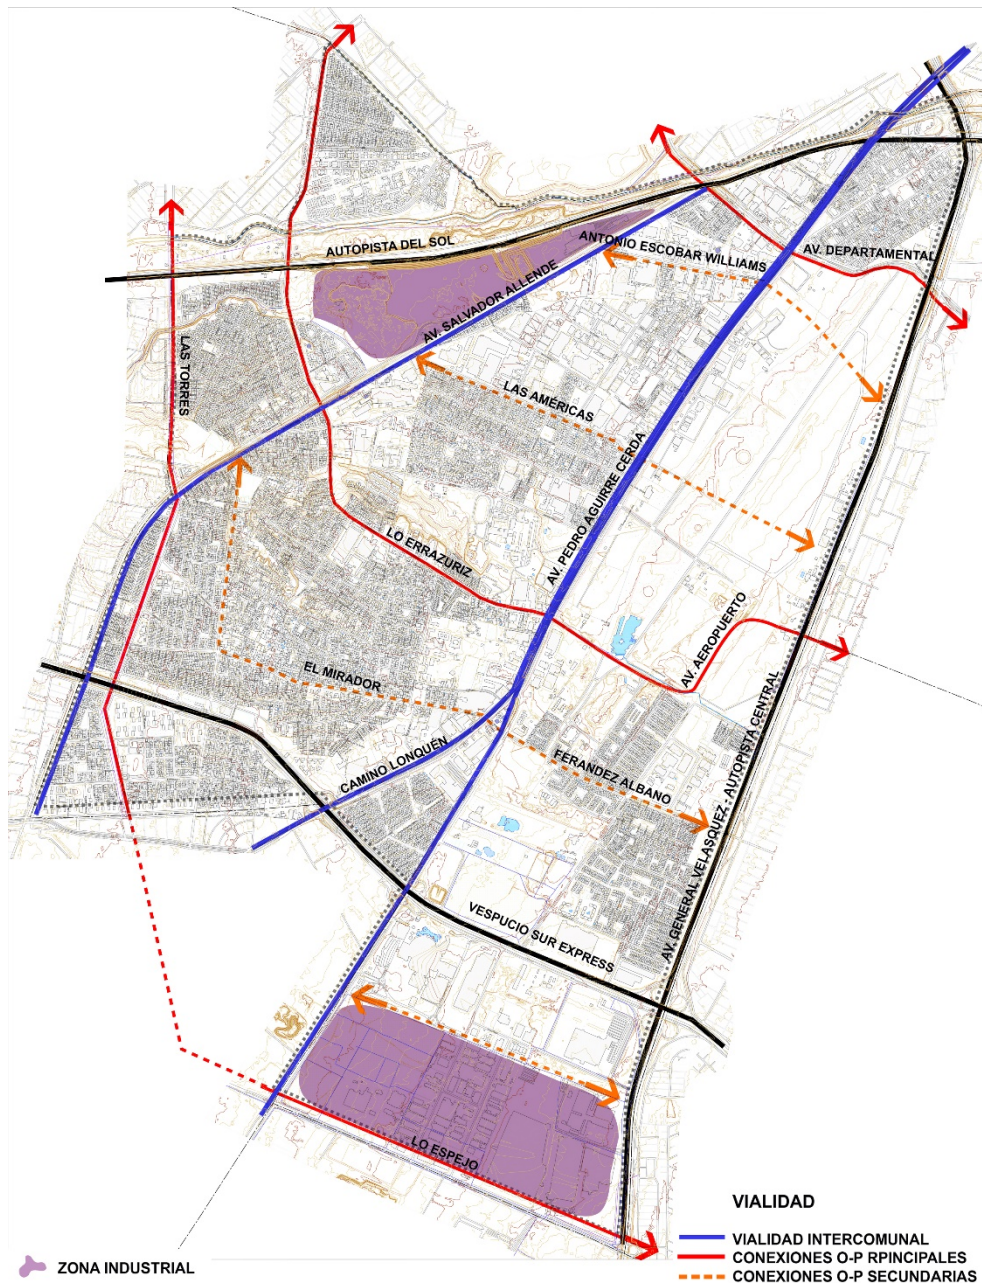 AUTOPISTA DEL SOL
ANTONIO ESCOBAR WILLIAMS
AV. DEPARTAMENTAL
AV. SALVADOR ALLENDE
LAS TORRES
LAS AMÉRICAS
AV. PEDRO AGUIRRE CERDA
LO ERRAZURIZ
AV. AEROPUERTO
EL MIRADOR
CAMINO LONQUÉN
FERANDEZ ALBANO
AV. GENERAL VELASQUEZ - AUTOPISTA CENTRAL
VESPUCIO SUR EXPRESS
LO ESPEJO
VIALIDAD
VIALIDAD INTERCOMUNAL
CONEXIONES O-P RPINCIPALES
CONEXIONES O-P SECUNDARIAS
ZONA INDUSTRIAL